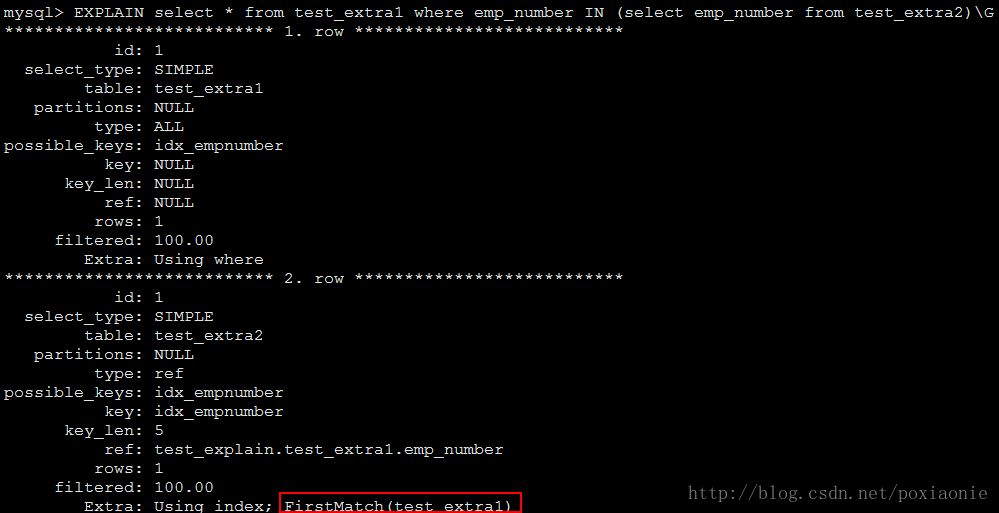 mysql> EXPLAIN select * from test_extra1 where emp_number IN (select emp_number from test_extra2)\G
*************************** 1. row ***************************
id: 1
select_type: SIMPLE
table: test_extra1
partitions: NULL
type: ALL
possible_keys: idx_empnumber
key: NULL
key_len: NULL
ref: NULL
rows: 1
filtered: 100.00
Extra: Using where
*************************** 2. row ***************************
id: 1
select_type: SIMPLE
table: test_extra2
partitions: NULL
type: ref
possible_keys: idx_empnumber
key: idx_empnumber
key_len: 5
ref: test_explain.test_extra1.emp_number
rows: 1
filtered: 100.00
Extra: Using index; FirstMatch(test_extra1)
http://blog.csdn.net/poxiaonie